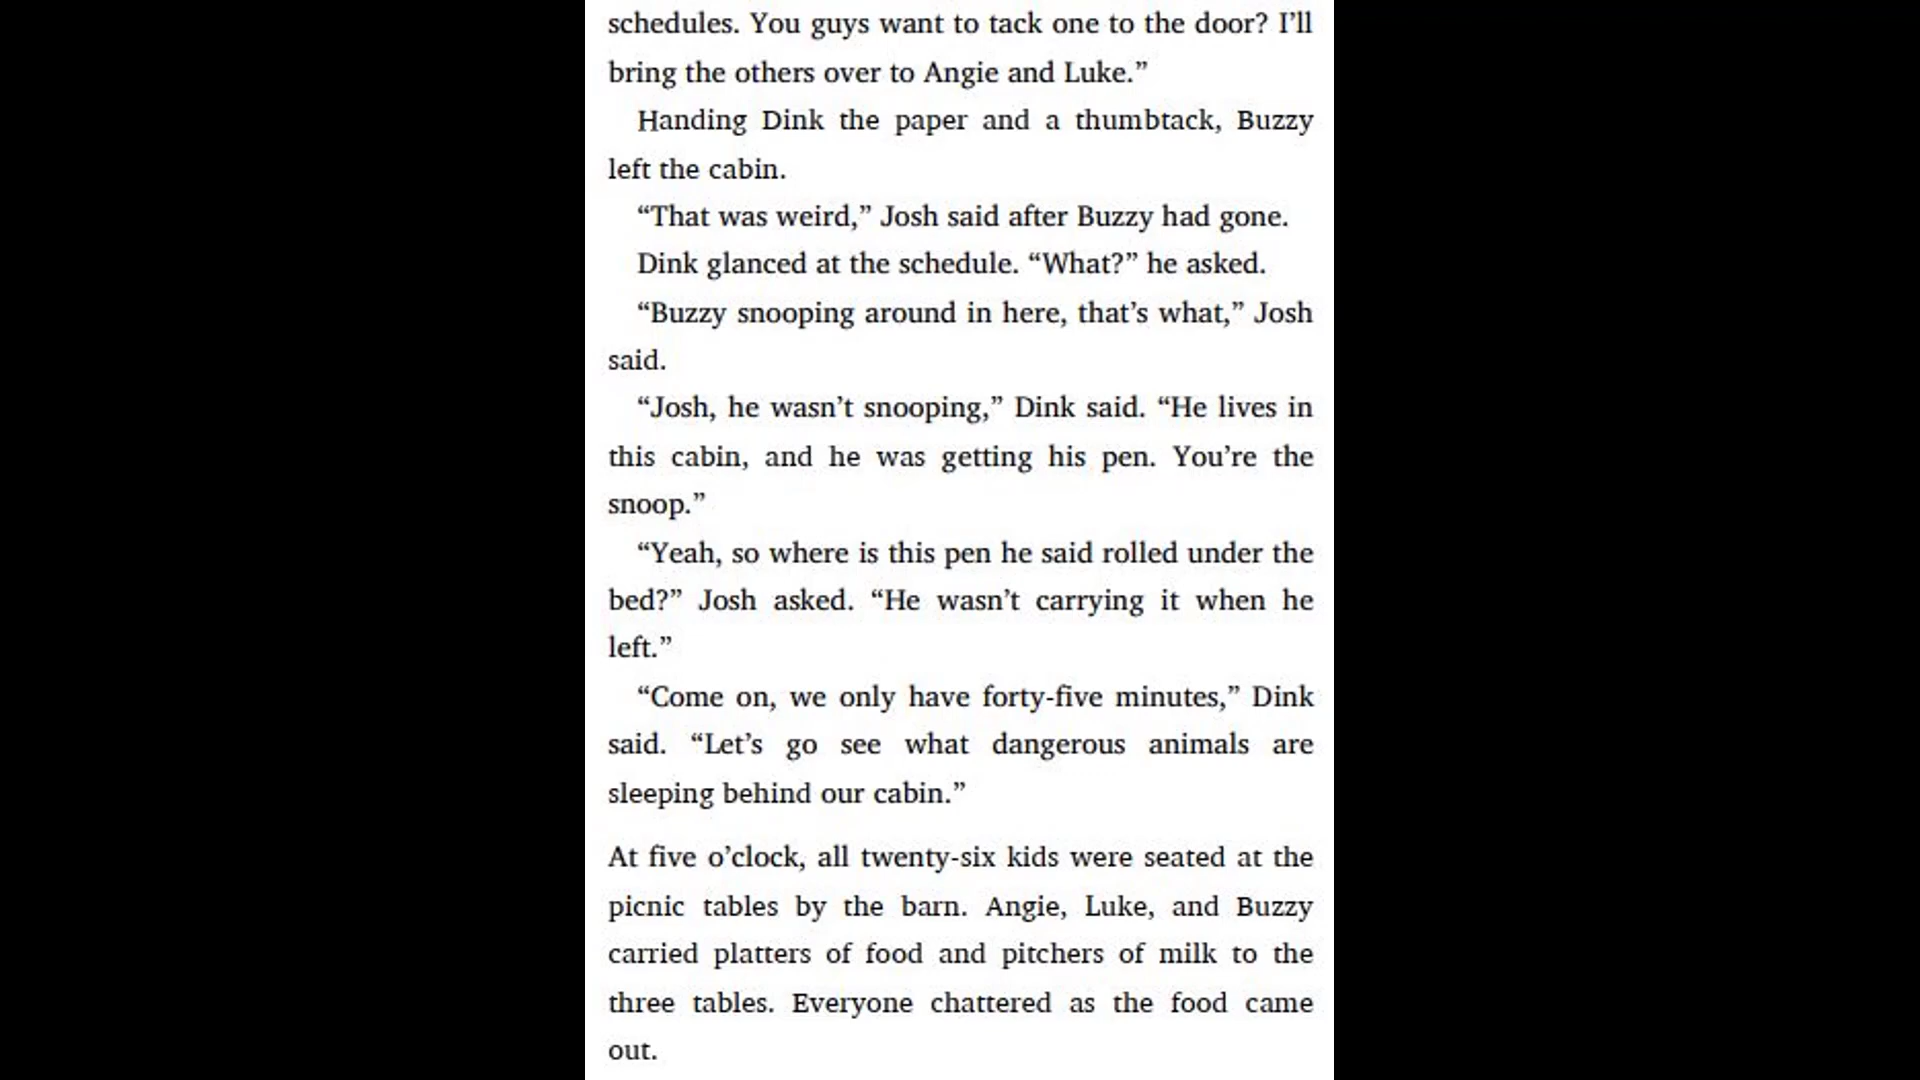 schedules. You guys want to tack one to the door? I’ll
bring the others over to Angie and Luke.”
Handing Dink the paper and a thumbtack, Buzzy
left the cabin.
“That was weird,” Josh said after Buzzy had gone.
Dink glanced at the schedule. “What?” he asked.
“Buzzy snooping around in here, that’s what,” Josh
said.
“Josh, he wasn’t snooping,” Dink said. “He lives in
this cabin, and he was getting his pen. You’re the
snoop.”
“Yeah, so where is this pen he said rolled under the
bed?” Josh asked. “He wasn’t carrying it when he
left.”
“Come on, we only have forty-five minutes,” Dink
said. “Let’s go see what dangerous animals are
sleeping behind our cabin.”
At five o’clock, all twenty-six kids were seated at the
picnic tables by the barn. Angie, Luke, and Buzzy
carried platters of food and pitchers of milk to the
three tables. Everyone chattered as the food came
out.